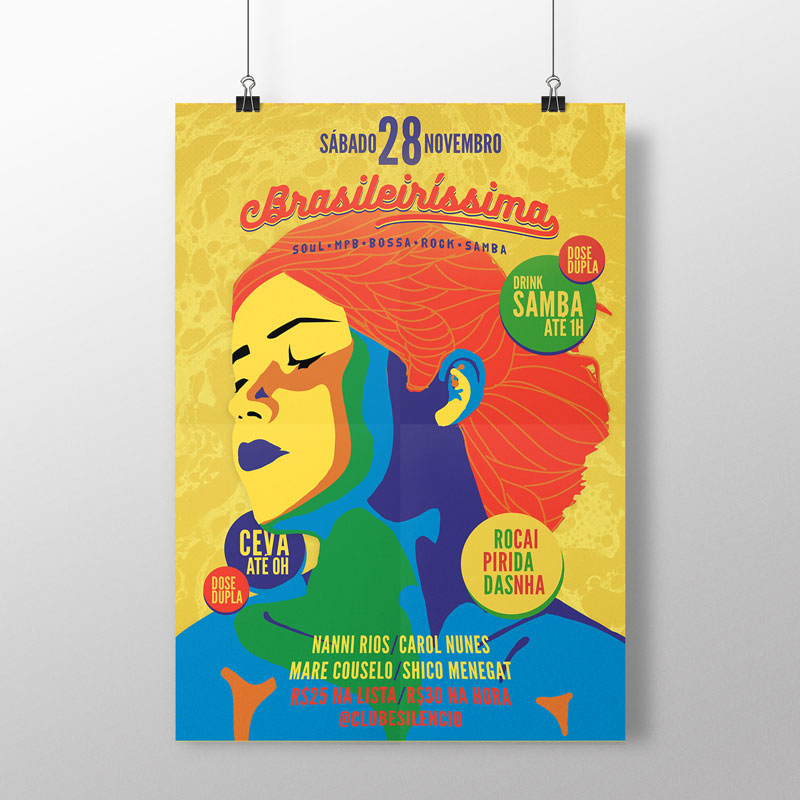 SÁBADO 28 NOVEMBRO
Brasileiríssima
SOUL • MPB • BOSSA • ROCK • SAMBA
DOSE
DUPLA
DRINK
SAMBA
ATE 1H
CEVA
ATE 0H
DOSE
DUPLA
ROCAI
PIRIDA
DASNHA
NANNI RIOS/CAROL NUNES
MARE COUSELO/SHICO MENEGAT
R$25 NA LISTA/R$30 NA HORA
@CLUBESILENCIO